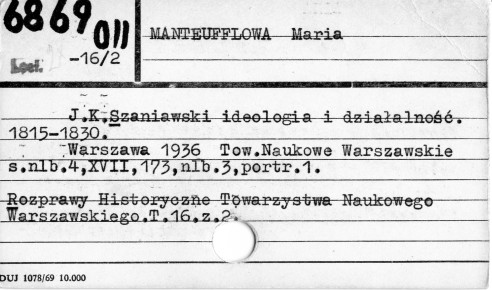 6869
011
MANTEUFFLOWA Maria
-16/2
J.K.Szaniawski ideologia i działalność.
1815-1830.
Warszawa 1936 Tow.Naukowe Warszawskie
s.nlb.4,XVII,173,nlb.3,portr.1.
Rozprawy Historyczne Towarzystwa Naukowego
Warszawskiego.T.16.z.2.
DUJ 1078/69 10.000